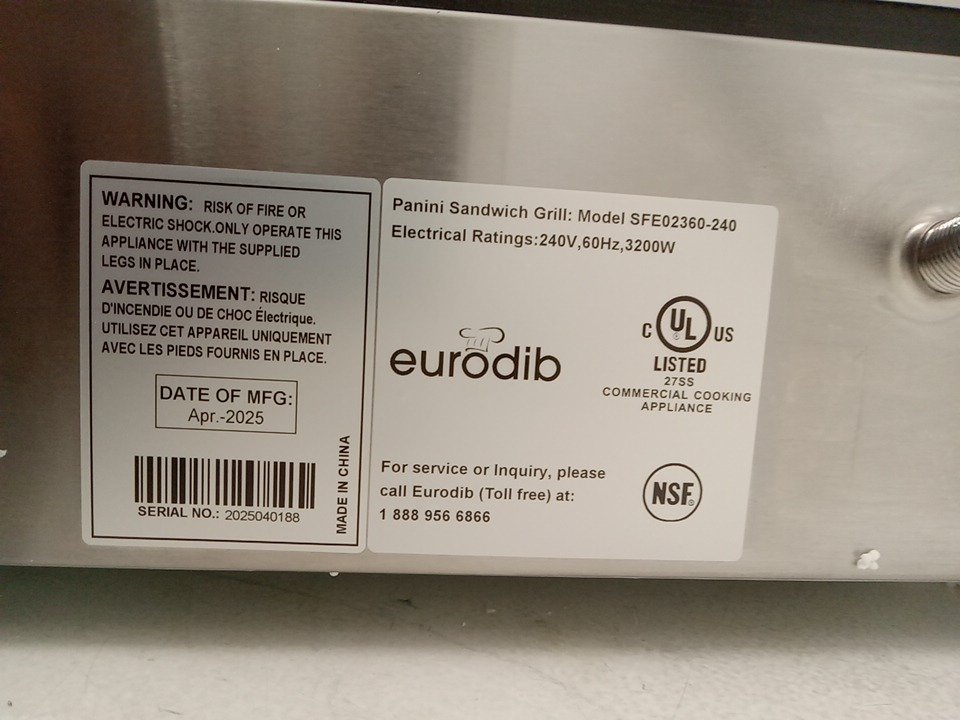 WARNING: RISK OF FIRE OR
ELECTRIC SHOCK.ONLY OPERATE THIS
APPLIANCE WITH THE SUPPLIED
LEGS IN PLACE.
AVERTISSEMENT: RISQUE
D'INCENDIE OU DE CHOC Électrique.
UTILISEZ CET APPAREIL UNIQUEMENT
AVEC LES PIEDS FOURNIS EN PLACE.
DATE OF MFG:
Apr.-2025
SERIAL NO.: 2025040188
MADE IN CHINA
Panini Sandwich Grill: Model SFE02360-240
Electrical Ratings:240V,60Hz,3200W
eurodib
C UL US
LISTED
27SS
COMMERCIAL COOKING
APPLIANCE
For service or Inquiry, please
call Eurodib (Toll free) at:
1 888 956 6866
NSF